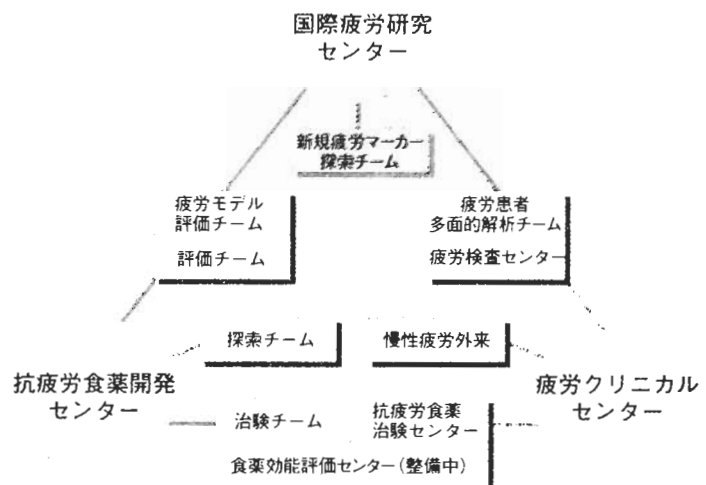 国際疲労研究
センター
新規疲労マーカー
探索チーム
疲労モデル
評価チーム
評価チーム
疲労患者
多面的解析チーム
疲労検査センター
探索チーム
慢性疲労外来
抗疲労食薬開発
センター
疲労クリニカル
センター
治験チーム
抗疲労食薬
治験センター
食薬効能評価センター(整備中)